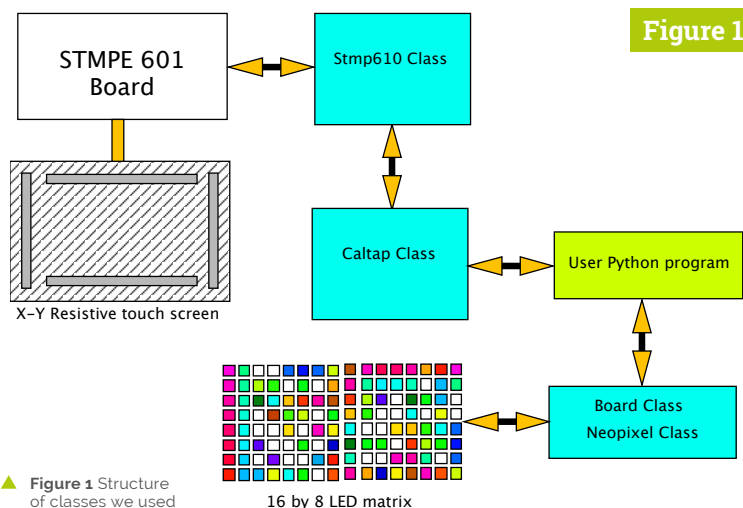 Figure 1
STMPE 601
Board
Stmp610 Class
Caltap Class
User Python program
X-Y Resistive touch screen
Board Class
Neopixel Class
Figure 1 Structure
of classes we used
16 by 8 LED matrix